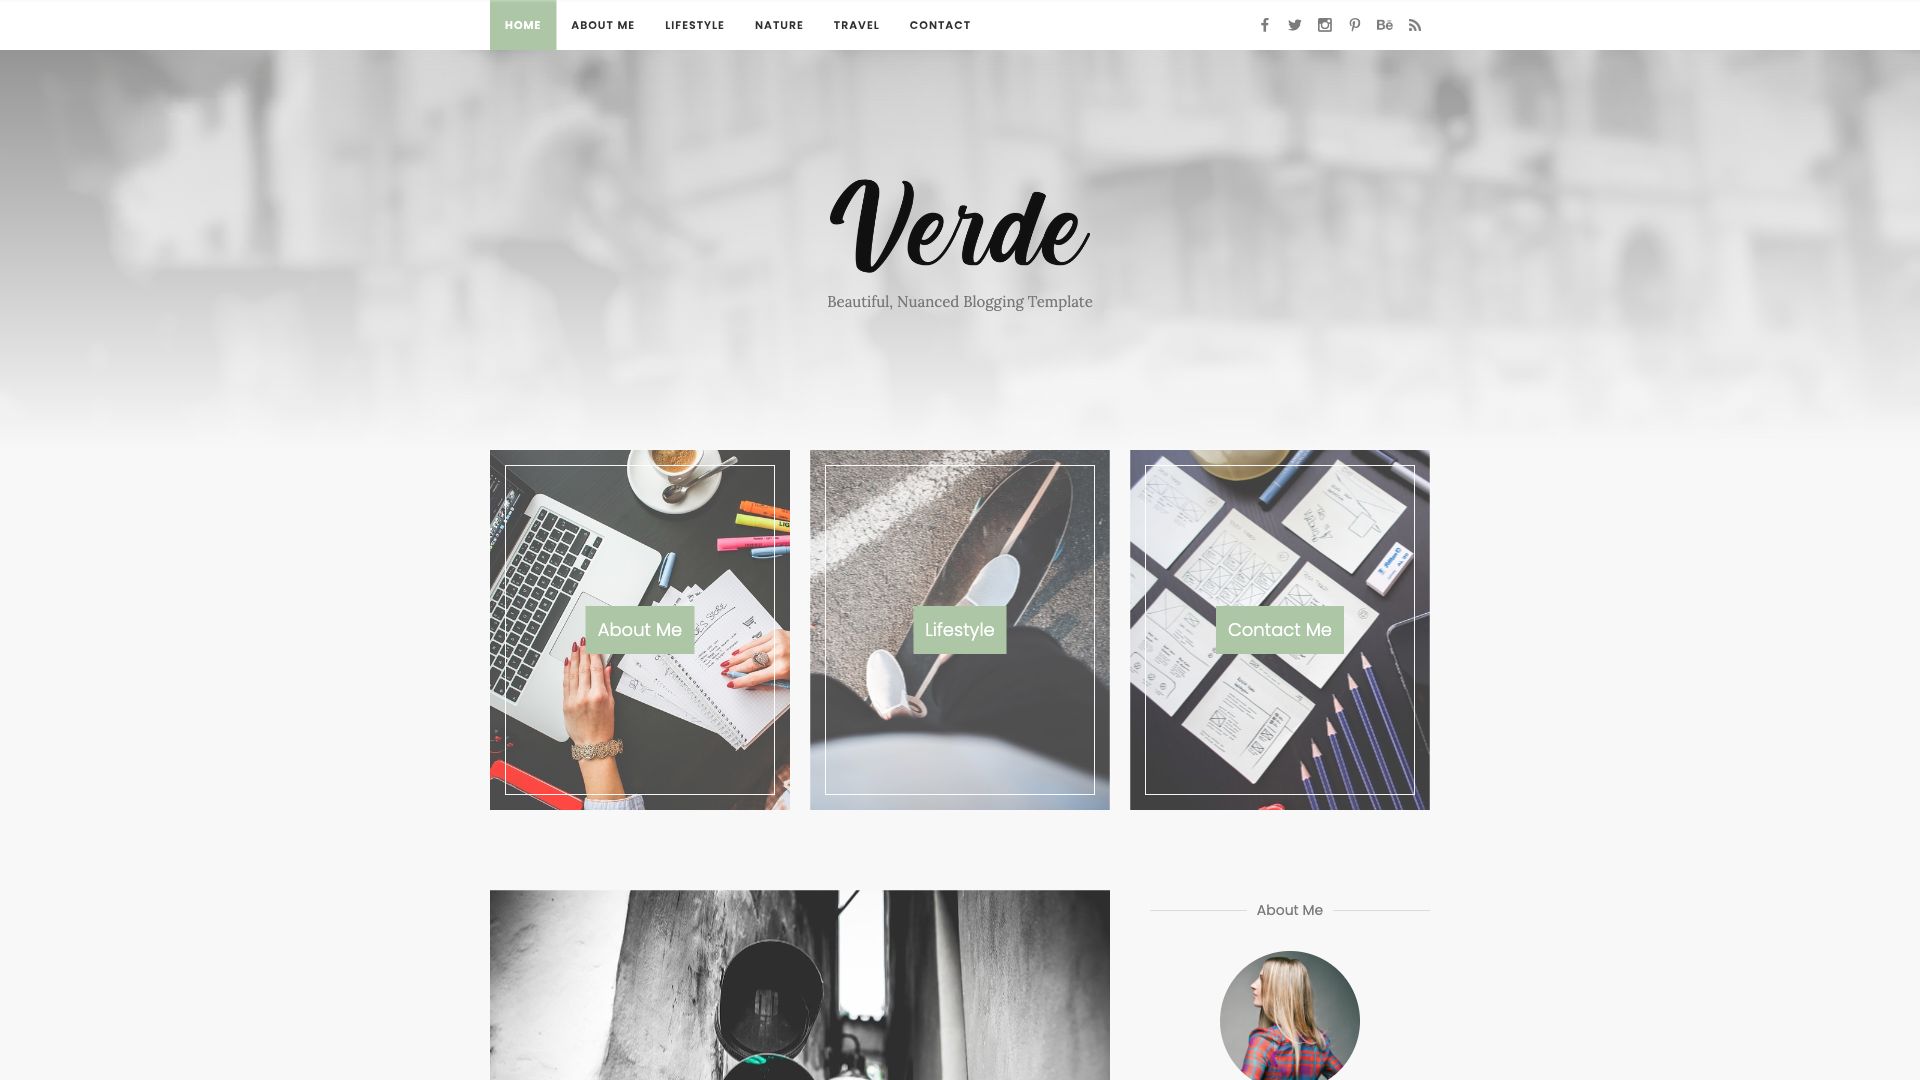 HOME ABOUT ME LIFESTYLE NATURE TRAVEL CONTACT
Bē
Verde
Beautiful, Nuanced Blogging Template
About Me
Lifestyle
Contact Me
About Me